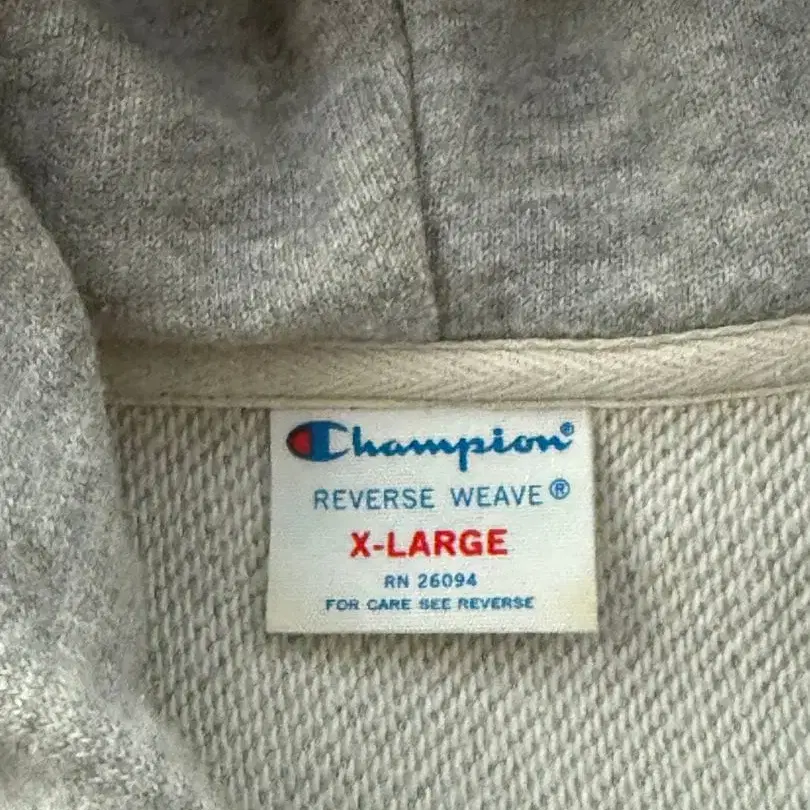 Champion®
REVERSE WEAVE®
X-LARGE
RN 26094
FOR CARE SEE REVERSE